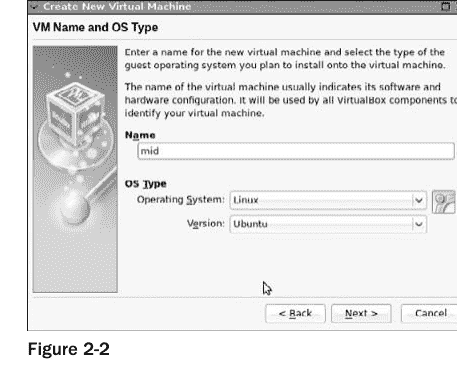 Create New Virtual Machine
VM Name and OS Type
Enter a name for the new virtual machine and select the type of the
guest operating system you plan to install onto the virtual machine.
The name of the virtual machine usually indicates its software and
hardware configuration. It will be used by all VirtualBox components to
identify your virtual machine.
Name
mid
OS Type
Operating System: Linux
Version: Ubuntu
< Back Next > Cancel
Figure 2-2